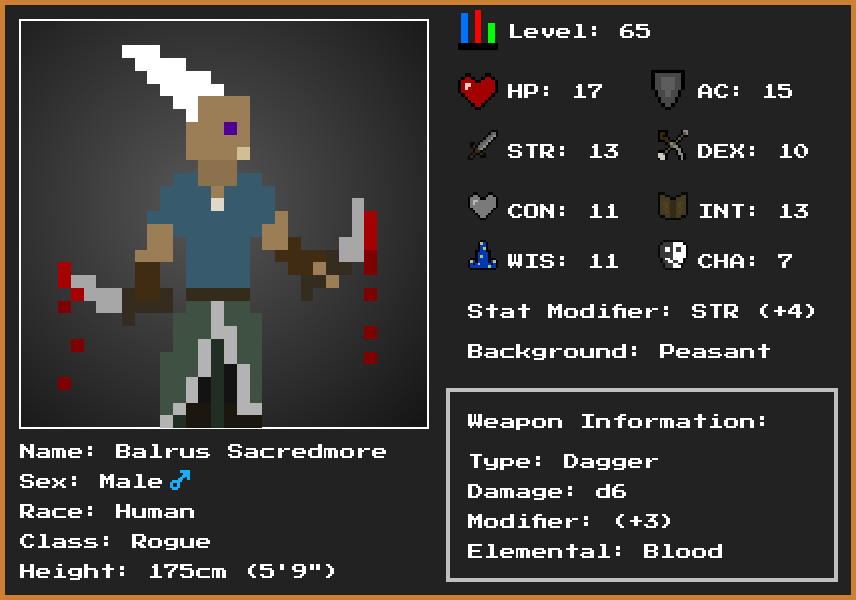 Level: 65
HP: 17
AC: 15
STR: 13
DEX: 10
CON: 11
INT: 13
WIS: 11
CHA: 7
Stat Modifier: STR (+4)
Background: Peasant
Name: Balrus Sacredmore
Sex: Male♂
Race: Human
Class: Rogue
Height: 175cm (5'9")
Weapon Information:
Type: Dagger
Damage: d6
Modifier: (+3)
Elemental: Blood